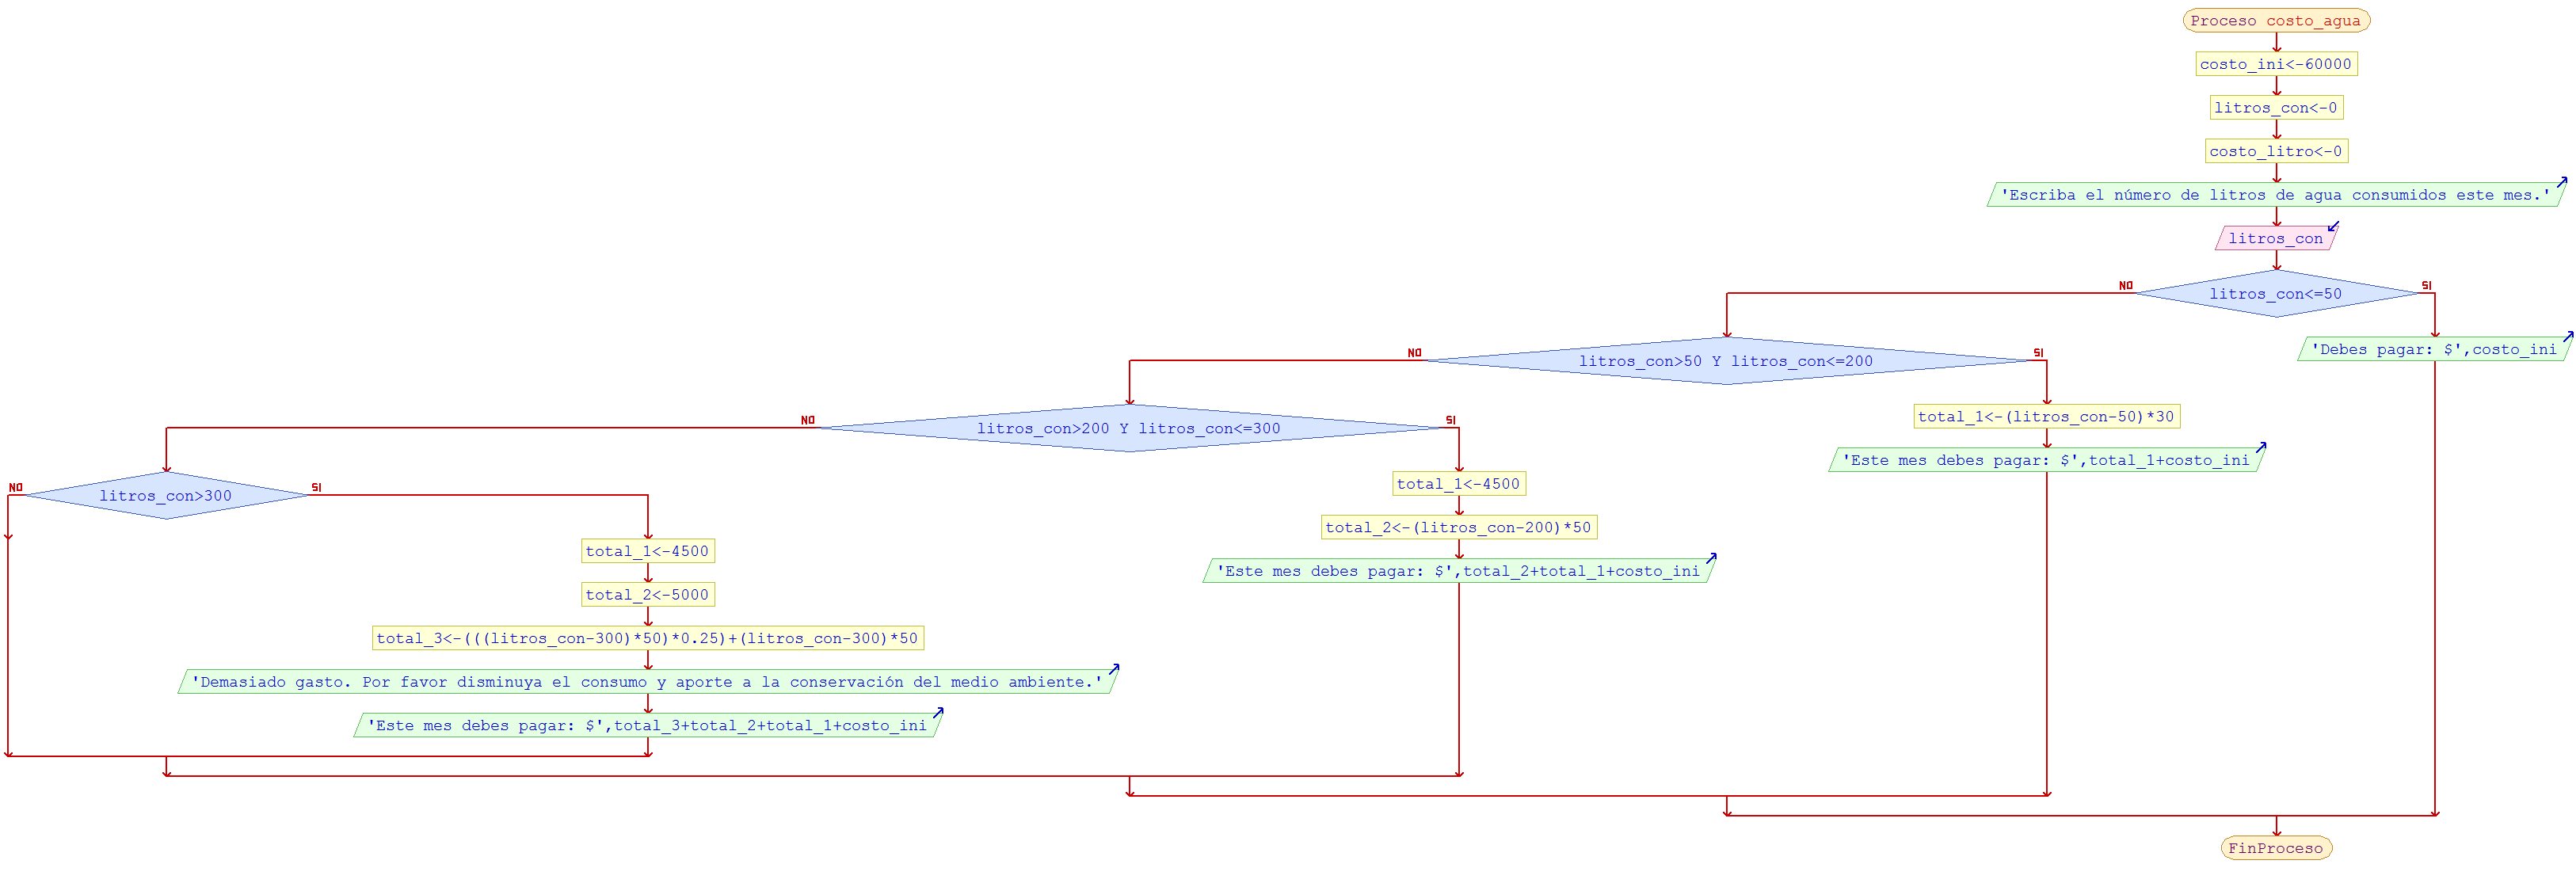 Proceso costo_agua
costo_ini<-60000
litros_con<-0
costo_litro<-0
'Escriba el número de litros de agua consumidos este mes.'
litros_con
litros_con<=50
NO
SI
'Debes pagar: $',costo_ini
litros_con>50 Y litros_con<=200
NO
SI
total_1<-(litros_con-50)*30
'Este mes debes pagar: $',total_1+costo_ini
litros_con>200 Y litros_con<=300
NO
SI
total_1<-4500
total_2<-(litros_con-200)*50
'Este mes debes pagar: $',total_2+total_1+costo_ini
litros_con>300
NO
SI
total_1<-4500
total_2<-5000
total_3<-(((litros_con-300)*50)*0.25)+(litros_con-300)*50
'Demasiado gasto. Por favor disminuya el consumo y aporte a la conservación del medio ambiente.'
'Este mes debes pagar: $',total_3+total_2+total_1+costo_ini
FinProceso